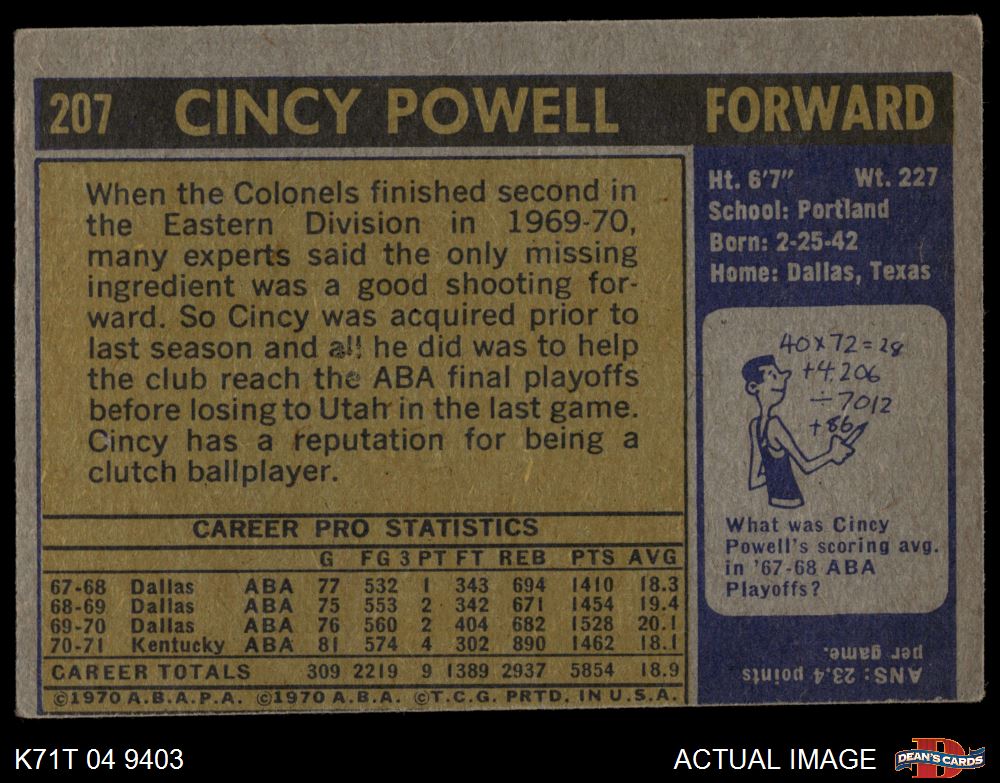 207 CINCY POWELL FORWARD
When the Colonels finished second in
the Eastern Division in 1969-70,
many experts said the only missing
ingredient was a good shooting for-
ward. So Cincy was acquired prior to
last season and all he did was to help
the club reach the ABA final playoffs
before losing to Utah in the last game.
Cincy has a reputation for being a
clutch ballplayer.
CAREER PRO STATISTICS
G FG 3 PT FT REB PTS AVG
67-68 Dallas ABA 77 532 1 343 694 1410 18.3
68-69 Dallas ABA 75 553 2 342 671 1454 19.4
69-70 Dallas ABA 76 560 2 404 682 1528 20.1
70-71 Kentucky ABA 81 574 4 302 890 1462 18.1
CAREER TOTALS 309 2219 9 1389 2937 5854 18.9
©1970 A.B.A.P.A. ©1970 A.B.A. ©T.C.G. PRTD. IN U.S.A.
Ht. 6'7" Wt. 227
School: Portland
Born: 2-25-42
Home: Dallas, Texas
40x72=28
+4.206
÷7012
+86
What was Cincy
Powell's scoring avg.
in '67-68 ABA
Playoffs?
ANS: 23.4 points
per game.
K71T 04 9403
ACTUAL IMAGE
D
DEAN'S CARDS